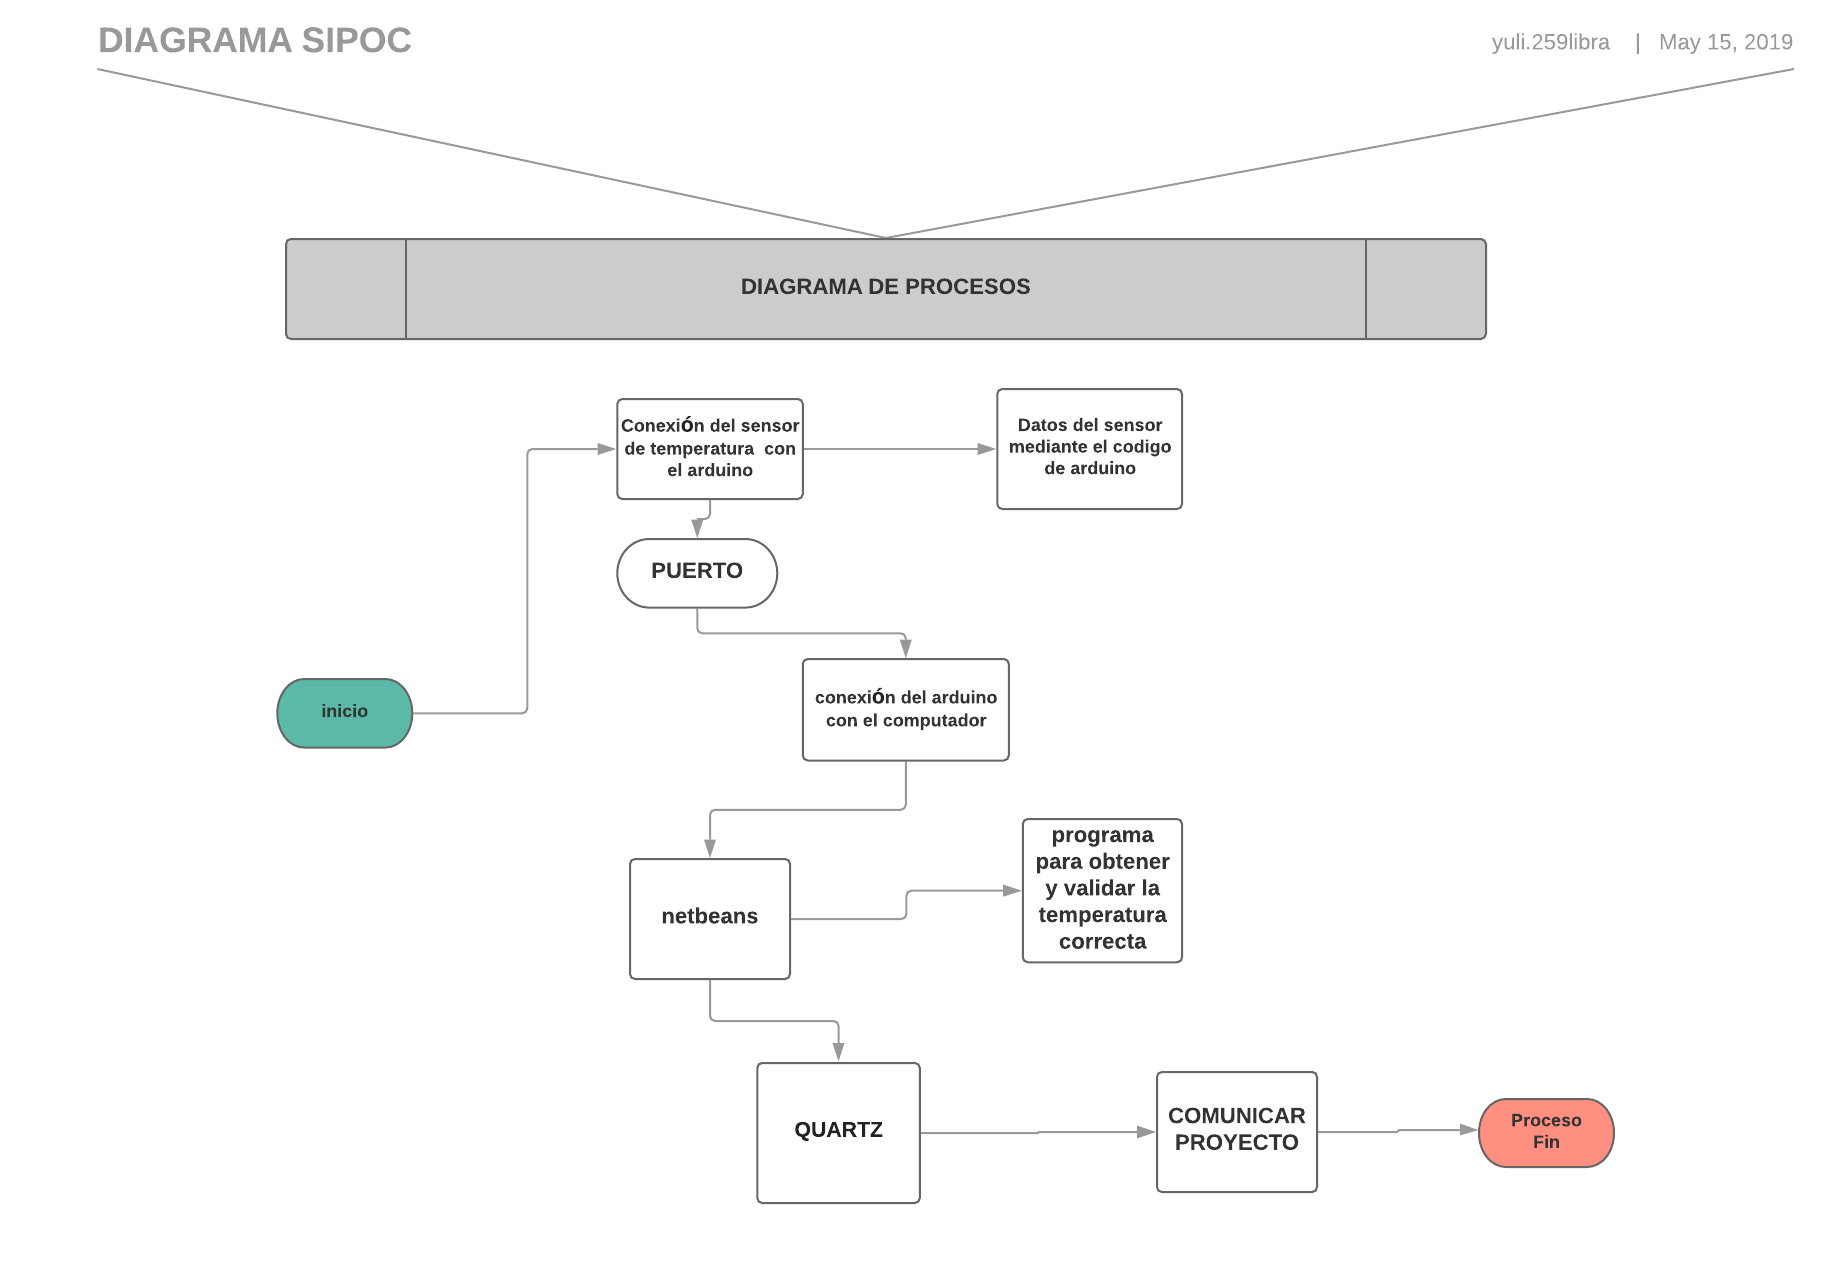 DIAGRAMA SIPOC
yuli.259libra | May 15, 2019
DIAGRAMA DE PROCESOS
Conexión del sensor
de temperatura con
el arduino
Datos del sensor
mediante el codigo
de arduino
PUERTO
inicio
conexión del arduino
con el computador
programa
para obtener
y validar la
temperatura
correcta
netbeans
QUARTZ
COMUNICAR
PROYECTO
Proceso
Fin